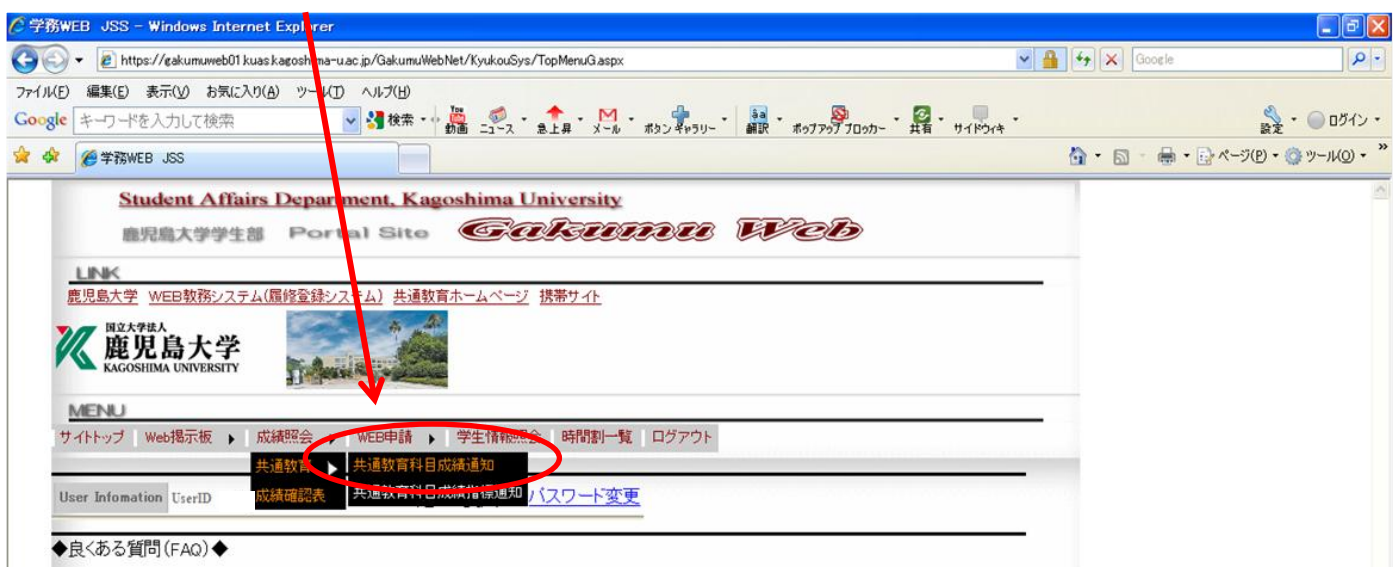 学務WEB JSS - Windows Internet Explorer
https://gakumuweb01.kuas.kagoshima-u.ac.jp/GakumuWebNet/KyukouSys/TopMenuG.aspx Google
ファイル(F) 編集(E) 表示(V) お気に入り(A) ツール(T) ヘルプ(H)
Google キーワードを入力して検索 検索 You 動画 ニュース 急上昇 メール ボタン ギャラリー 翻訳 ポップアップ ブロッカー 共有 サイドウィキ 設定 ログイン
学務WEB JSS ページ(P) ツール(O) »
Student Affairs Department, Kagoshima University
鹿児島大学学生部 Portal Site Gakumu Web
LINK
鹿児島大学 WEB教務システム(履修登録システム) 共通教育ホームページ 携帯サイト
国立大学法人
鹿児島大学
KAGOSHIMA UNIVERSITY
MENU
サイトトップ Web掲示板 成績照会 WEB申請 学生情報照会 時間割一覧 ログアウト
共通教育 共通教育科目成績通知
成績確認表 共通教育科目成績指標通知
User Infomation UserID パスワード変更
◆良くある質問(FAQ)◆